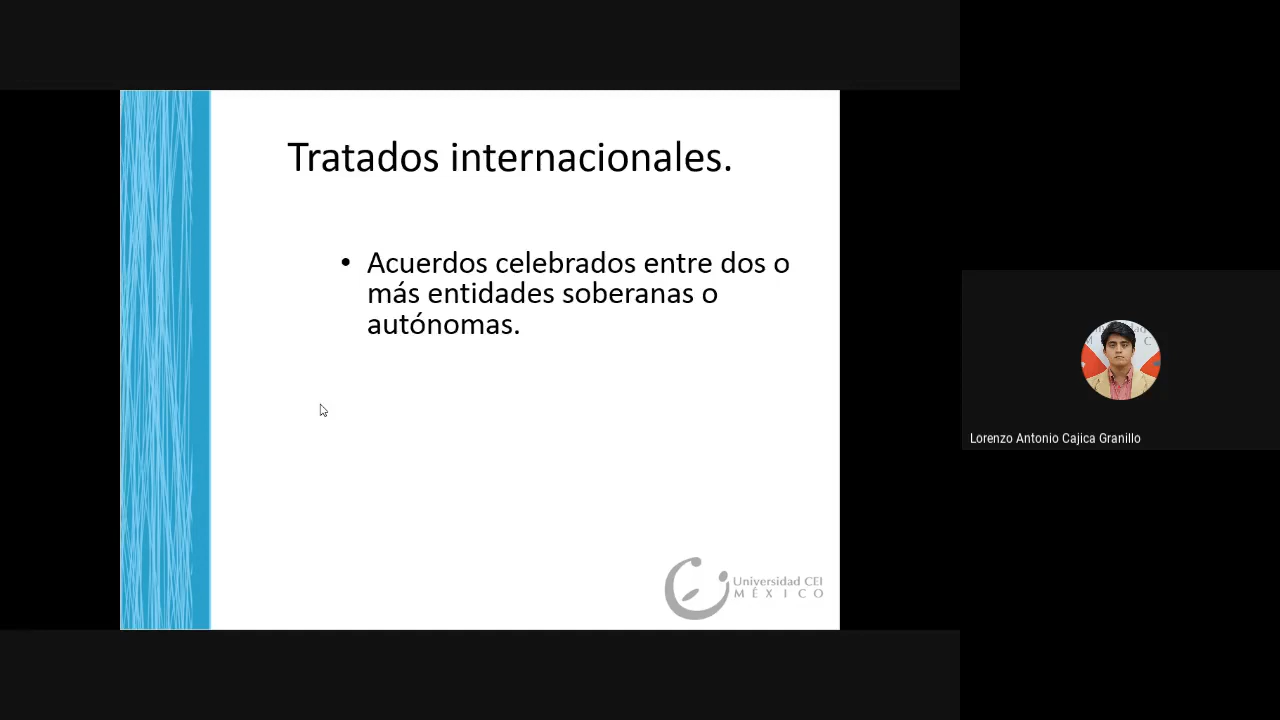 Tratados internacionales.
• Acuerdos celebrados entre dos o
más entidades soberanas o
autónomas.
Universidad CEI
MÉXICO
Lorenzo Antonio Cajica Granillo